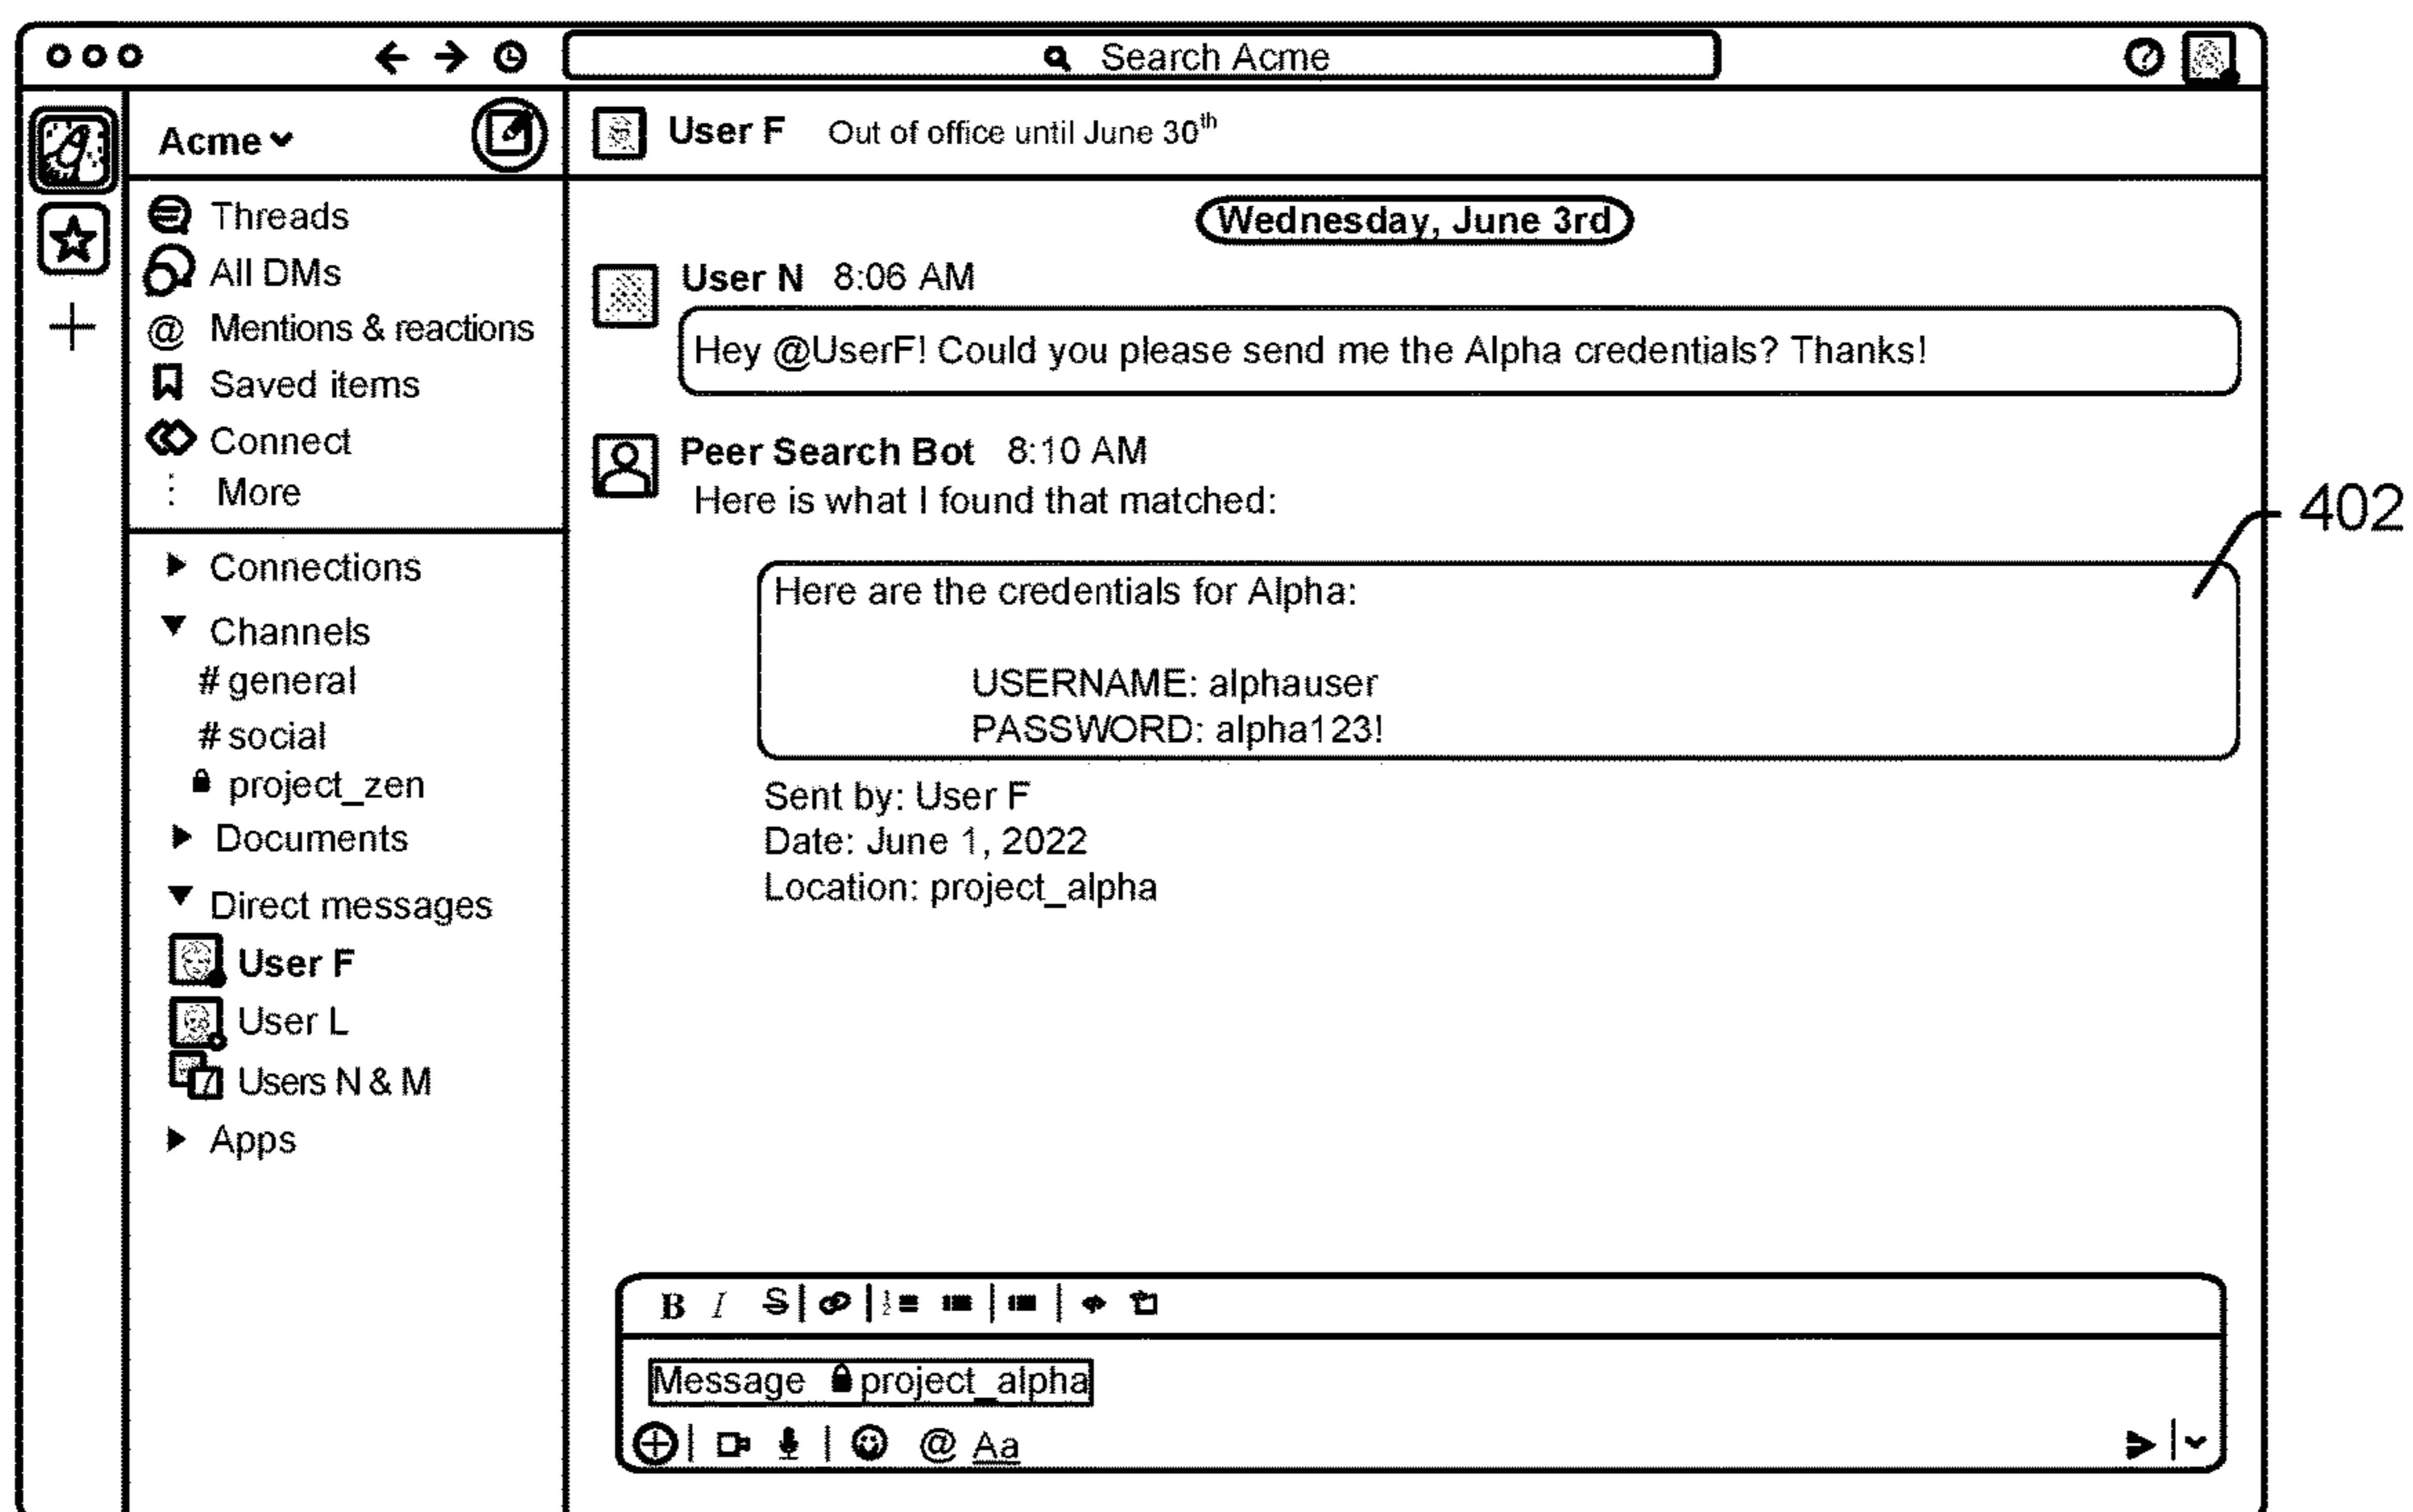 Search Acme
Acme
Threads
All DMs
@ Mentions & reactions
Saved items
Connect
More
Connections
Channels
# general
# social
project_zen
Documents
Direct messages
User F
User L
Users N & M
Apps
User F Out of office until June 30th
Wednesday, June 3rd
User N 8:06 AM
Hey @UserF! Could you please send me the Alpha credentials? Thanks!
Peer Search Bot 8:10 AM
Here is what I found that matched:
402
Here are the credentials for Alpha:
USERNAME: alphauser
PASSWORD: alpha123!
Sent by: User F
Date: June 1, 2022
Location: project_alpha
B I S
Message project_alpha
@ Aa